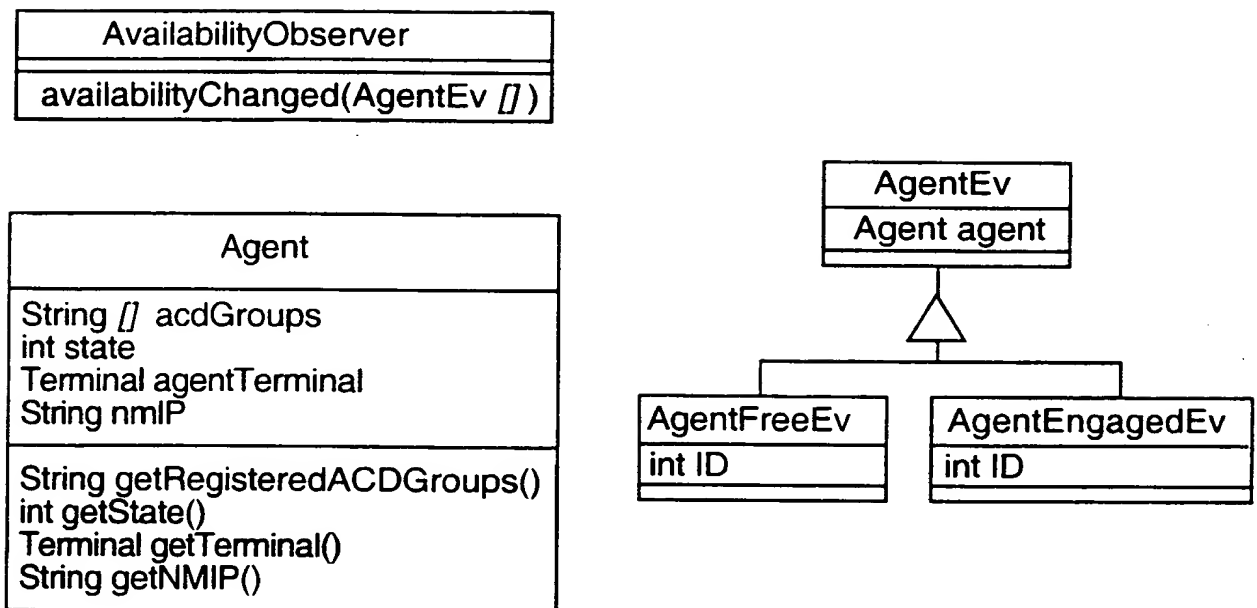 AvailabilityObserver
availabilityChanged(AgentEv [])
Agent
String [] acdGroups
int state
Terminal agentTerminal
String nmIP
String getRegisteredACDGroups()
int getState()
Terminal getTerminal()
String getNMIP()
AgentEv
Agent agent
AgentFreeEv
int ID
AgentEngagedEv
int ID